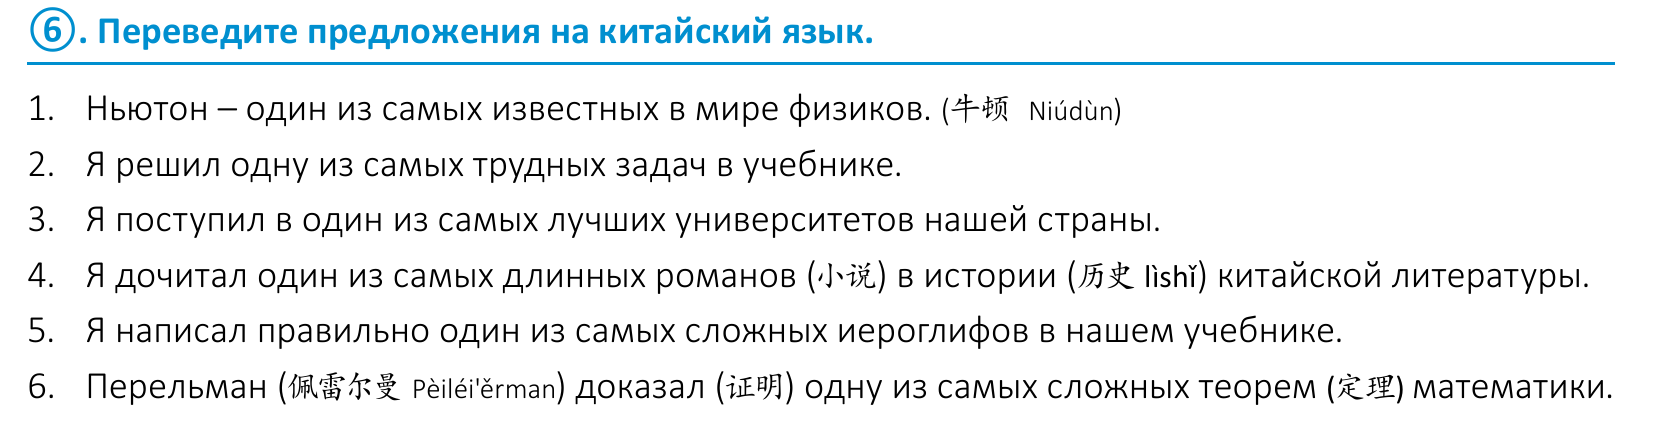 ⑥. Переведите предложения на китайский язык.
1. Ньютон – один из самых известных в мире физиков. (牛顿 Niúdùn)
2. Я решил одну из самых трудных задач в учебнике.
3. Я поступил в один из самых лучших университетов нашей страны.
4. Я дочитал один из самых длинных романов (小说) в истории (历史 lìshǐ) китайской литературы.
5. Я написал правильно один из самых сложных иероглифов в нашем учебнике.
6. Перельман (佩雷尔曼 Pèiléi'ěrman) доказал (证明) одну из самых сложных теорем (定理) математики.